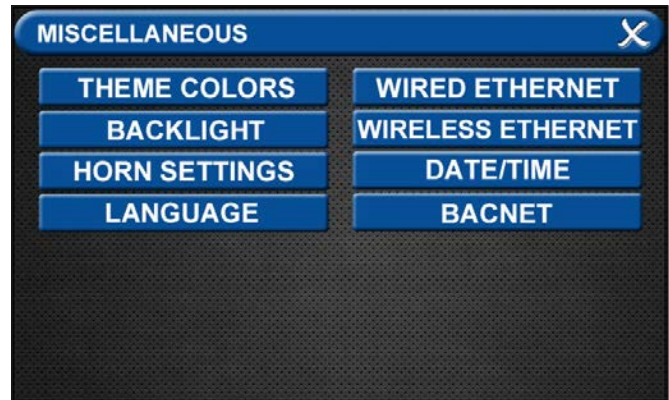 MISCELLANEOUS X
THEME COLORS
BACKLIGHT
HORN SETTINGS
LANGUAGE
WIRED ETHERNET
WIRELESS ETHERNET
DATE/TIME
BACNET